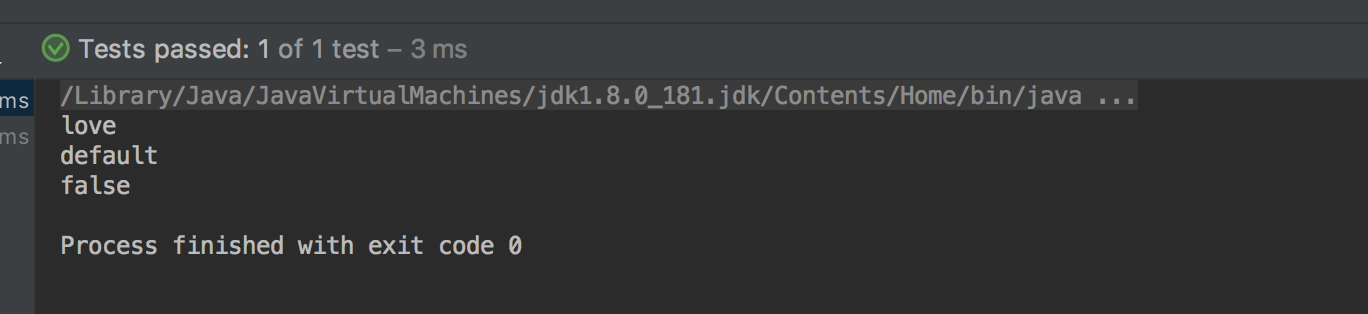 Tests passed: 1 of 1 test – 3 ms
ms
/Library/Java/JavaVirtualMachines/jdk1.8.0_181.jdk/Contents/Home/bin/java ...
love
ms
default
false
Process finished with exit code 0